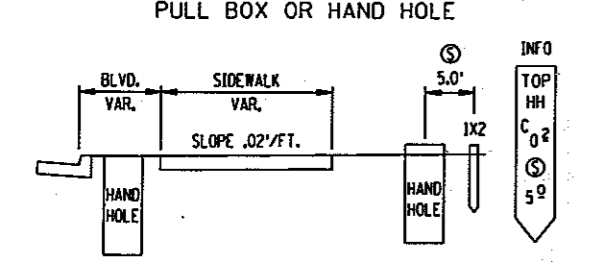 PULL BOX OR HAND HOLE
BLVD.
VAR.
SIDEWALK
VAR.
SLOPE .02'/FT.
HAND
HOLE
Ⓢ
5.0'
1X2
HAND
HOLE
INFO
TOP
HH
C 0 2
Ⓢ
5 0